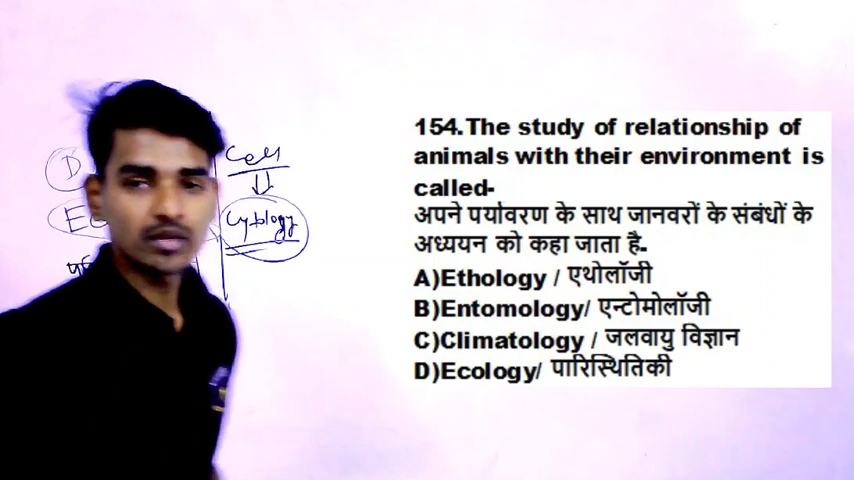 D
Cell
Cytology
154.The study of relationship of
animals with their environment is
called-
अपने पर्यावरण के साथ जानवरों के संबंधों के
अध्ययन को कहा जाता है.
A)Ethology / एथोलॉजी
B)Entomology/ एन्टोमोलॉजी
C)Climatology / जलवायु विज्ञान
D)Ecology/ पारिस्थितिकी